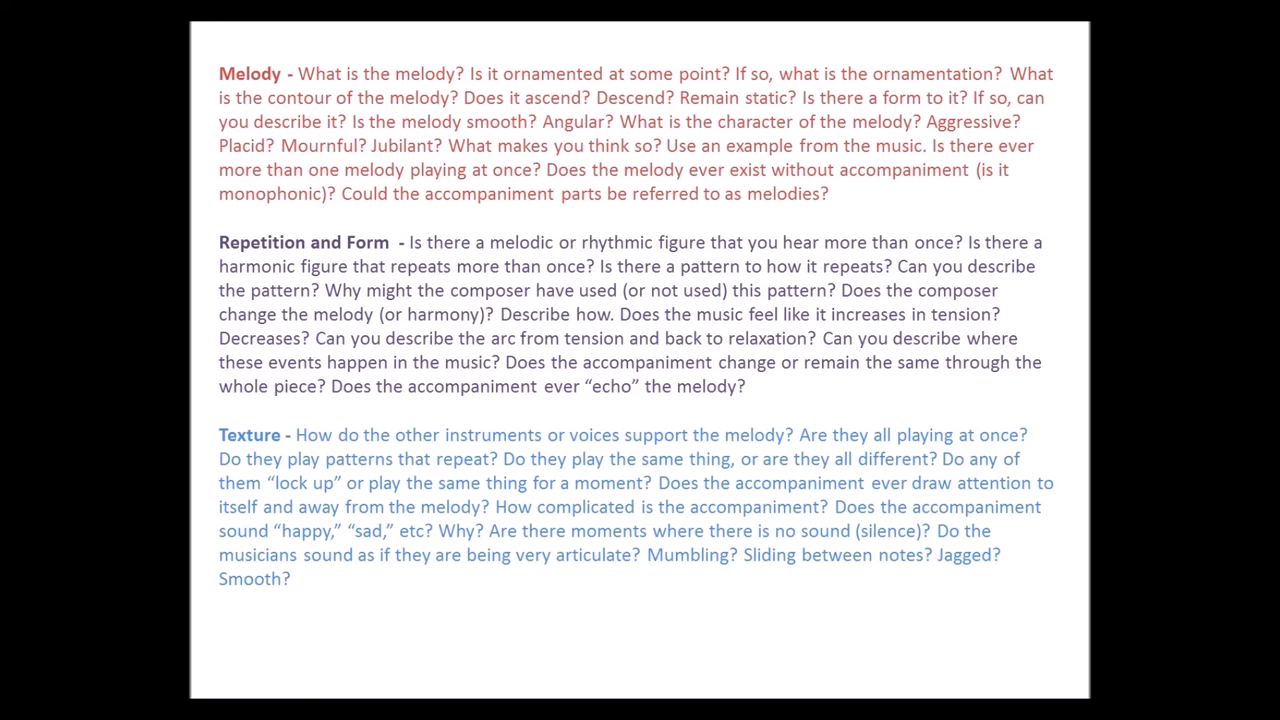 Melody - What is the melody? Is it ornamented at some point? If so, what is the ornamentation? What
is the contour of the melody? Does it ascend? Descend? Remain static? Is there a form to it? If so, can
you describe it? Is the melody smooth? Angular? What is the character of the melody? Aggressive?
Placid? Mournful? Jubilant? What makes you think so? Use an example from the music. Is there ever
more than one melody playing at once? Does the melody ever exist without accompaniment (is it
monophonic)? Could the accompaniment parts be referred to as melodies?
Repetition and Form - Is there a melodic or rhythmic figure that you hear more than once? Is there a
harmonic figure that repeats more than once? Is there a pattern to how it repeats? Can you describe
the pattern? Why might the composer have used (or not used) this pattern? Does the composer
change the melody (or harmony)? Describe how. Does the music feel like it increases in tension?
Decreases? Can you describe the arc from tension and back to relaxation? Can you describe where
these events happen in the music? Does the accompaniment change or remain the same through the
whole piece? Does the accompaniment ever “echo” the melody?
Texture - How do the other instruments or voices support the melody? Are they all playing at once?
Do they play patterns that repeat? Do they play the same thing, or are they all different? Do any of
them “lock up” or play the same thing for a moment? Does the accompaniment ever draw attention to
itself and away from the melody? How complicated is the accompaniment? Does the accompaniment
sound “happy,” “sad,” etc? Why? Are there moments where there is no sound (silence)? Do the
musicians sound as if they are being very articulate? Mumbling? Sliding between notes? Jagged?
Smooth?